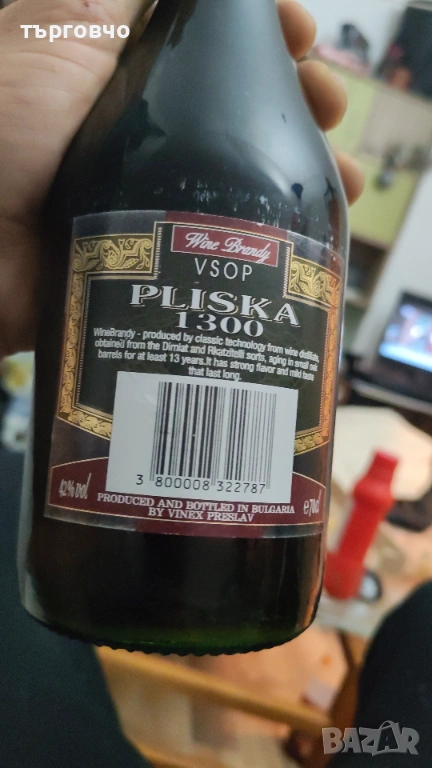 търговчо
Wine Brandy
VSOP
PLISKA
1300
WineBrandy - produced by classic technology from wine distillate,
obtained from the Dimiat and Rkatzitelli sorts, aging in small oak
barrels for at least 13 years.It has strong flavor and mild taste
that last long.
3 800008 322787
42% vol
PRODUCED AND BOTTLED IN BULGARIA
BY VINEX PRESLAV
e 70cl
BAZAR